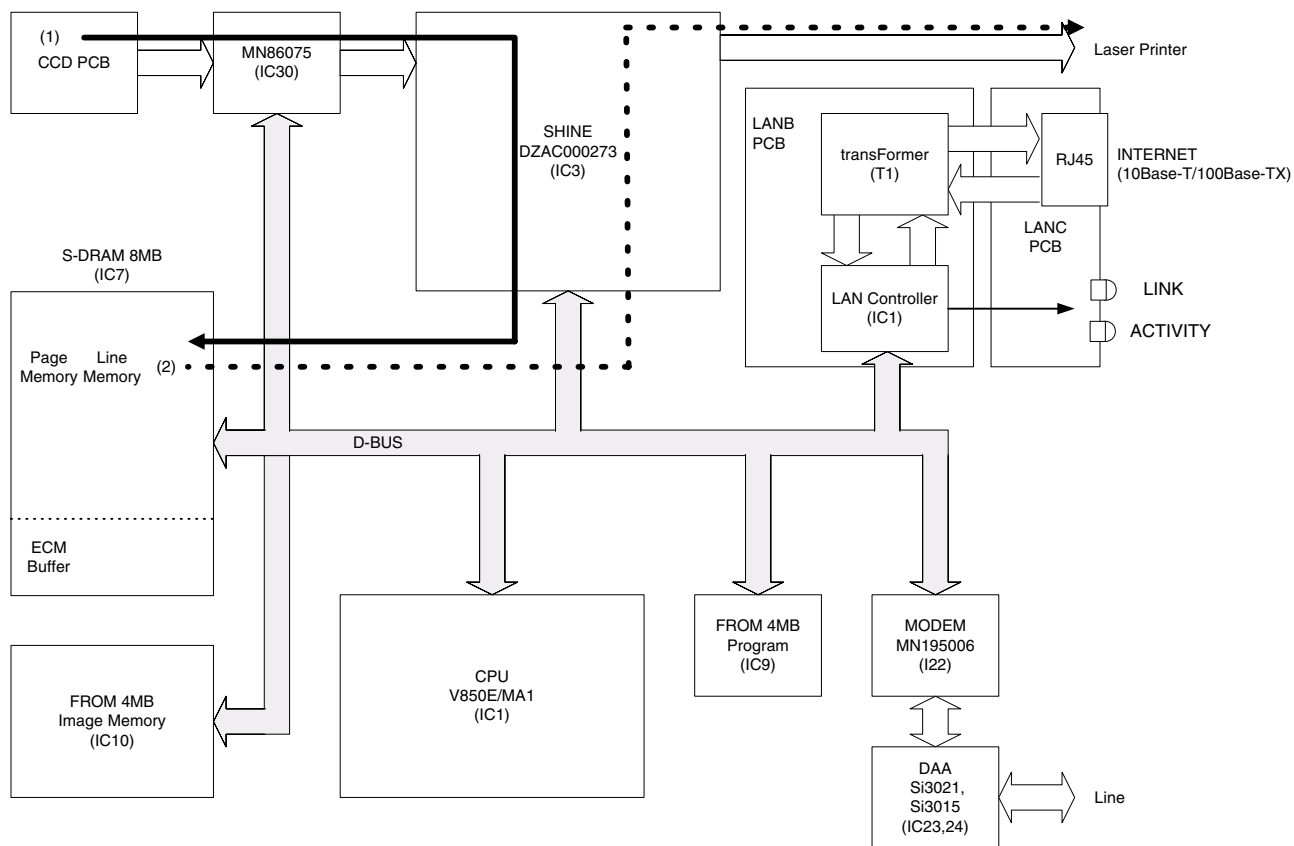 (1)
CCD PCB
MN86075
(IC30)
SHINE
DZAC000273
(IC3)
Laser Printer
LANB
PCB
transFormer
(T1)
RJ45
INTERNET
(10Base-T/100Base-TX)
LANC
PCB
LAN Controller
(IC1)
LINK
ACTIVITY
S-DRAM 8MB
(IC7)
Page
Memory
Line
Memory
(2)
ECM
Buffer
D-BUS
FROM 4MB
Image Memory
(IC10)
CPU
V850E/MA1
(IC1)
FROM 4MB
Program
(IC9)
MODEM
MN195006
(I22)
DAA
Si3021,
Si3015
(IC23,24)
Line